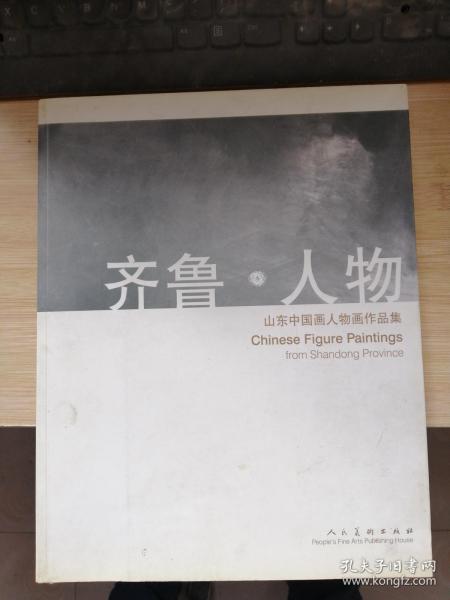 齐鲁·人物
山东中国画人物画作品集
Chinese Figure Paintings
from Shandong Province
人民美术出版社
People's Fine Arts Publishing House
孔夫子旧书网
www.kongfz.com